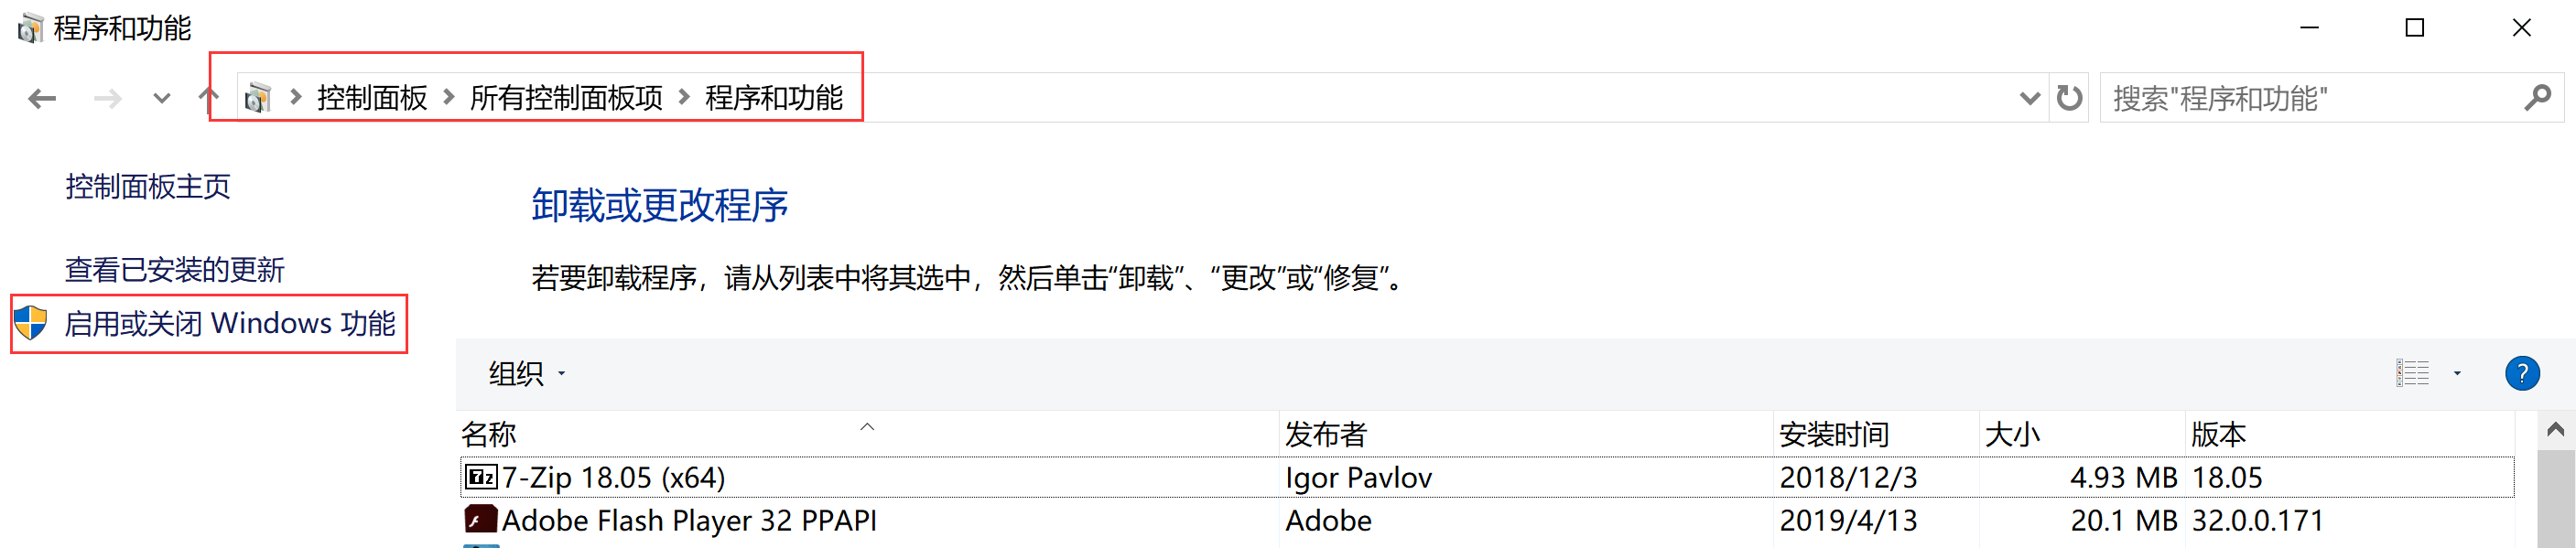 程序和功能
控制面板 所有控制面板项 程序和功能
搜索"程序和功能"
控制面板主页
查看已安装的更新
启用或关闭 Windows 功能
卸载或更改程序
若要卸载程序，请从列表中将其选中，然后单击“卸载”、“更改”或“修复”。
组织
名称 发布者 安装时间 大小 版本
7-Zip 18.05 (x64) Igor Pavlov 2018/12/3 4.93 MB 18.05
Adobe Flash Player 32 PPAPI Adobe 2019/4/13 20.1 MB 32.0.0.171